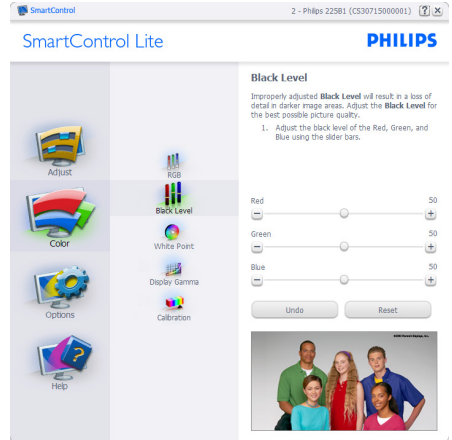 SmartControl
2 - Philips 225B1 (CS30715000001)
? ×
SmartControl Lite
PHILIPS
Adjust
Color
Options
Help
RGB
Black Level
White Point
Display Gamma
Calibration
Black Level
Improperly adjusted Black Level will result in a loss of
detail in darker image areas. Adjust the Black Level for
the best possible picture quality.
1. Adjust the black level of the Red, Green, and
Blue using the slider bars.
Red 50
Green 50
Blue 50
Undo
Reset